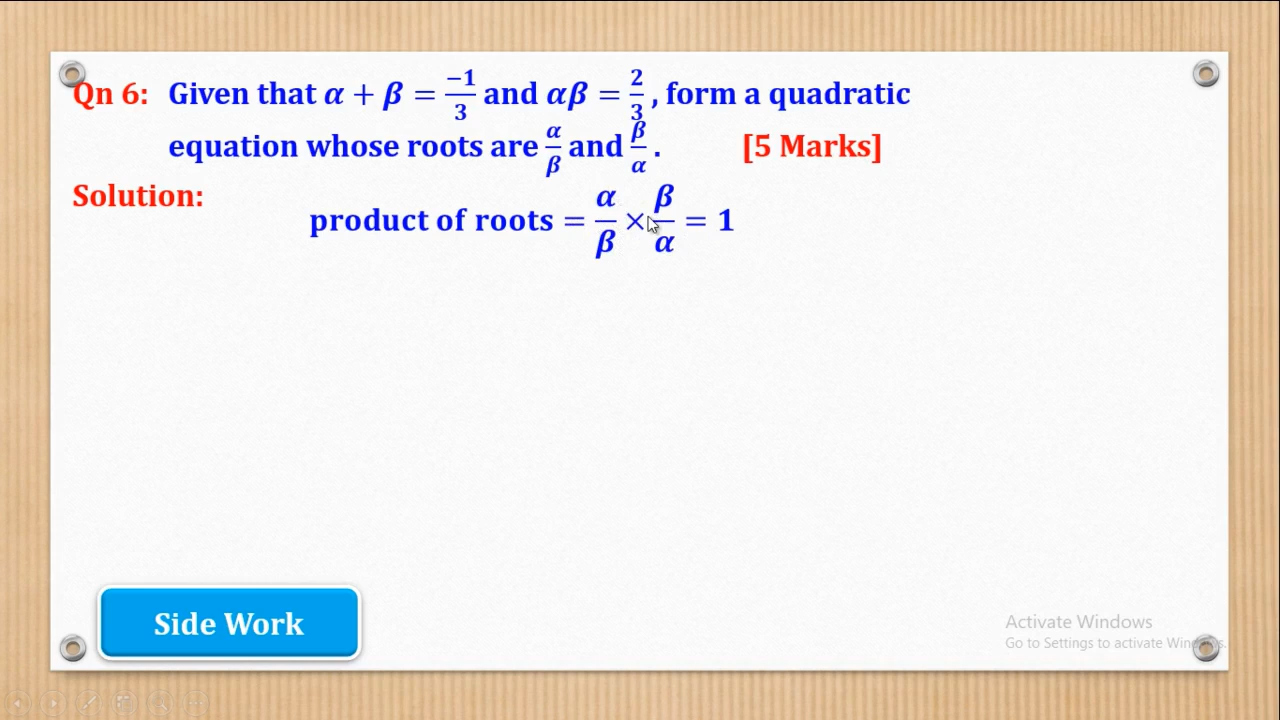 Qn 6: Given that α + β = −1/3 and αβ = 2/3, form a quadratic
equation whose roots are α/β and β/α. [5 Marks]
Solution:
product of roots = α/β × β/α = 1
Side Work
Activate Windows
Go to Settings to activate Windows.